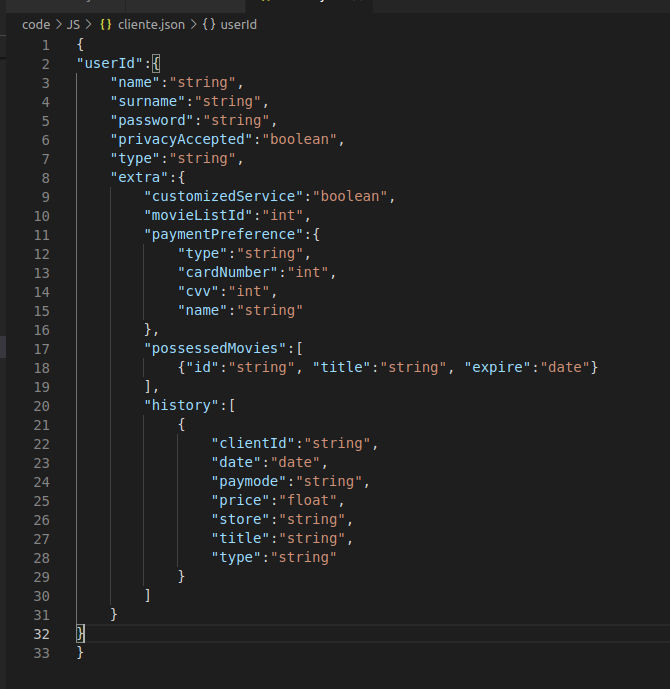 code > JS > {} cliente.json > {} userId
1 {
2 "userId":{
3     "name":"string",
4     "surname":"string",
5     "password":"string",
6     "privacyAccepted":"boolean",
7     "type":"string",
8     "extra":{
9         "customizedService":"boolean",
10         "movieListId":"int",
11         "paymentPreference":{
12             "type":"string",
13             "cardNumber":"int",
14             "cvv":"int",
15             "name":"string"
16         },
17         "possessedMovies":[
18             {"id":"string", "title":"string", "expire":"date"}
19         ],
20         "history":[
21             {
22                 "clientId":"string",
23                 "date":"date",
24                 "paymode":"string",
25                 "price":"float",
26                 "store":"string",
27                 "title":"string",
28                 "type":"string"
29             }
30         ]
31     }
32 }
33 }